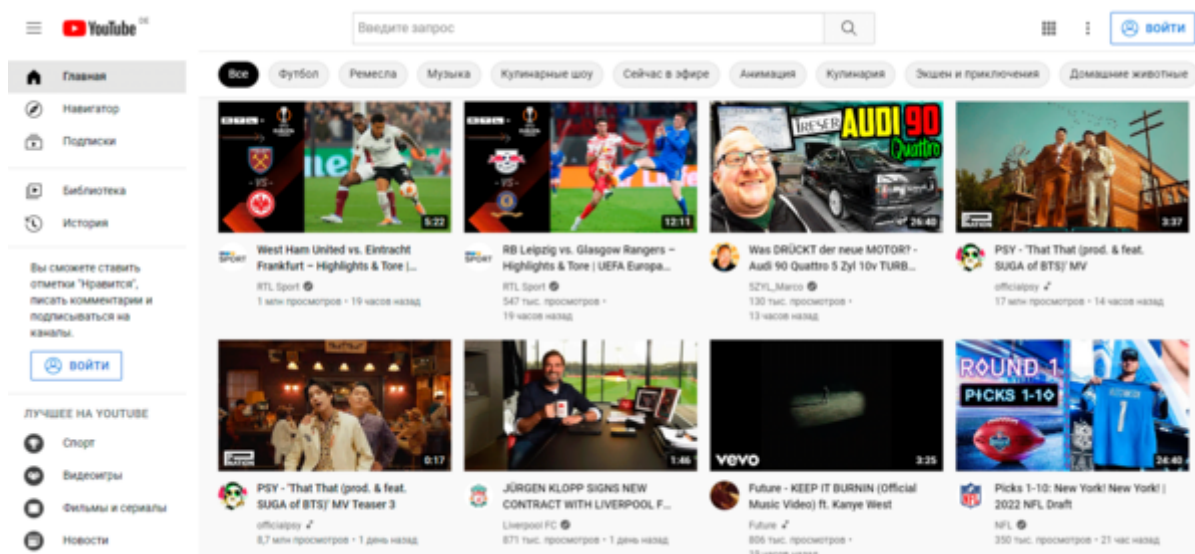 YouTube DE
Введите запрос
ВОЙТИ
Главная
Навигатор
Подписки
Библиотека
История
Вы сможете ставить
отметки "Нравится",
писать комментарии и
подписываться на
каналы.
ВОЙТИ
ЛУЧШЕЕ НА YOUTUBE
Спорт
Видеоигры
Фильмы и сериалы
Новости
Все
Футбол
Ремесла
Музыка
Кулинарные шоу
Сейчас в эфире
Анимация
Кулинария
Экшен и приключения
Домашние животные
-VS-
5:22
West Ham United vs. Eintracht
Frankfurt – Highlights & Tore |...
RTL Sport
1 млн просмотров • 19 часов назад
-VS-
12:11
RB Leipzig vs. Glasgow Rangers –
Highlights & Tore | UEFA Europa...
RTL Sport
547 тыс. просмотров •
19 часов назад
TRESER AUDI 90
Quattro
26:40
Was DRÜCKT der neue MOTOR? -
Audi 90 Quattro 5 Zyl 10v TURB...
5ZYL_Marco
130 тыс. просмотров •
13 часов назад
3:37
PSY - 'That That (prod. & feat.
SUGA of BTS)' MV
officialpsy
17 млн просмотров • 14 часов назад
0:17
PSY - 'That That (prod. & feat.
SUGA of BTS)' MV Teaser 3
officialpsy
8,7 млн просмотров • 1 день назад
1:46
JÜRGEN KLOPP SIGNS NEW
CONTRACT WITH LIVERPOOL F...
Liverpool FC
871 тыс. просмотров • 1 день назад
vevo
3:25
Future - KEEP IT BURNIN (Official
Music Video) ft. Kanye West
Future
806 тыс. просмотров •
ROUND 1
PICKS 1-10
1
24:40
Picks 1-10: New York! New York! |
2022 NFL Draft
NFL
350 тыс. просмотров • 21 час назад